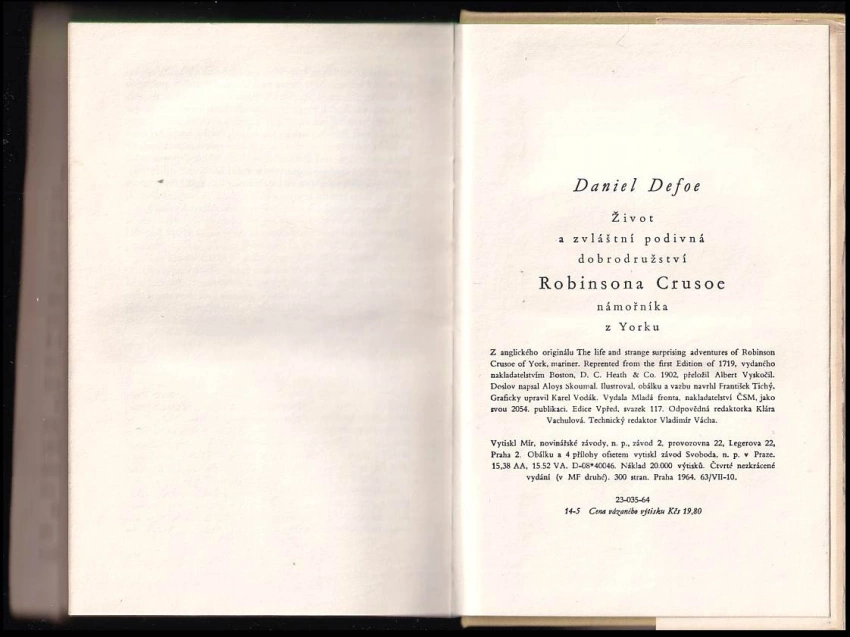 Daniel Defoe
Život
a zvláštní podivná
dobrodružství
Robinsona Crusoe
námořníka
z Yorku
Z anglického originálu The life and strange surprising adventures of Robinson
Crusoe of York, mariner. Reprented from the first Edition of 1719, vydaného
nakladatelstvím Boston, D. C. Heath & Co. 1902, přeložil Albert Vyskočil.
Doslov napsal Aloys Skoumal. Ilustroval, obálku a vazbu navrhl František Tichý.
Graficky upravil Karel Vodák. Vydala Mladá fronta, nakladatelství ČSM, jako
svou 2054. publikaci. Edice Vpřed, svazek 117. Odpovědná redaktorka Klára
Vachulová. Technický redaktor Vladimír Vácha.
Vytiskl Mír, novinářské závody, n. p., závod 2, provozovna 22, Legerova 22,
Praha 2. Obálku a 4 přílohy ofsetem vytiskl závod Svoboda, n. p. v Praze.
15,38 AA, 15.52 VA. D-08*40046. Náklad 20.000 výtisků. Čtvrté nezkrácené
vydání (v MF druhé). 300 stran. Praha 1964. 63/VII-10.
23-035-64
14-5 Cena vázaného výtisku Kčs 19,80